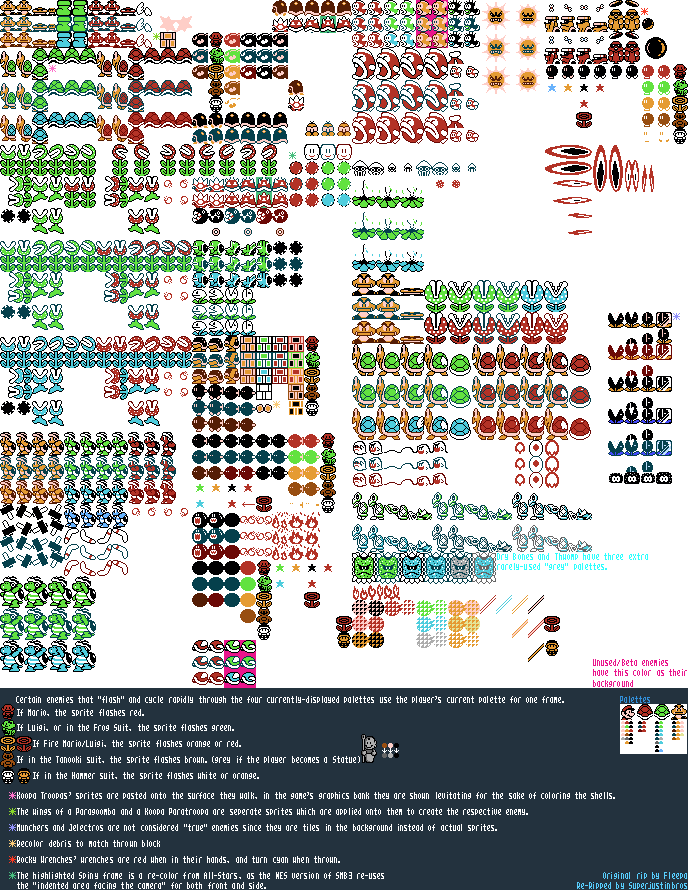 Dry Bones and Thwomp have three extra
rarely-used "grey" palettes.
Unused/Beta enemies
have this color as their
background
Certain enemies that "flash" and cycle rapidly through the four currently-displayed palettes use the player's current palette for one frame.
If Mario, the sprite flashes red.
If Luigi, or in the Frog Suit, the sprite flashes green.
If Fire Mario/Luigi, the sprite flashes orange or red.
If in the Tanooki suit, the sprite flashes brown, (grey if the player becomes a Statue)
If in the Hammer suit, the sprite flashes white or orange.
Palettes
Koopa Troopas' sprites are pasted onto the surface they walk, in the game's graphics bank they are shown levitating for the sake of coloring the shells.
The wings of a Paragoomba and a Koopa Paratroopa are seperate sprites which are applied onto them to create the respective enemy.
Munchers and Jelectros are not considered "true" enemies since they are tiles in the background instead of actual sprites.
Recolor debris to match thrown block
Rocky Wrenches' wrenches are red when in their hands, and turn cyan when thrown.
The highlighted Spiny frame is a re-color from All-Stars, as the NES version of SMB3 re-uses
the "indented area facing the camera" for both front and side.
Original rip by Fleepa
Re-Ripped by Superjustinbros